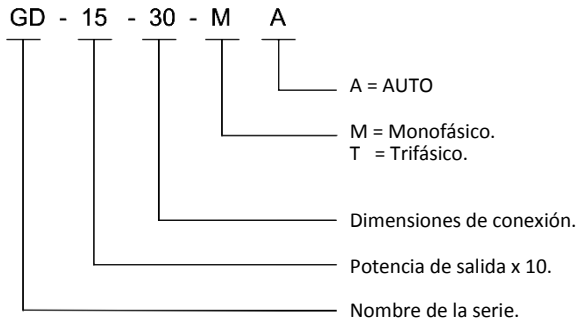 GD - 15 - 30 - M A
A = AUTO
M = Monofásico.
T = Trifásico.
Dimensiones de conexión.
Potencia de salida x 10.
Nombre de la serie.